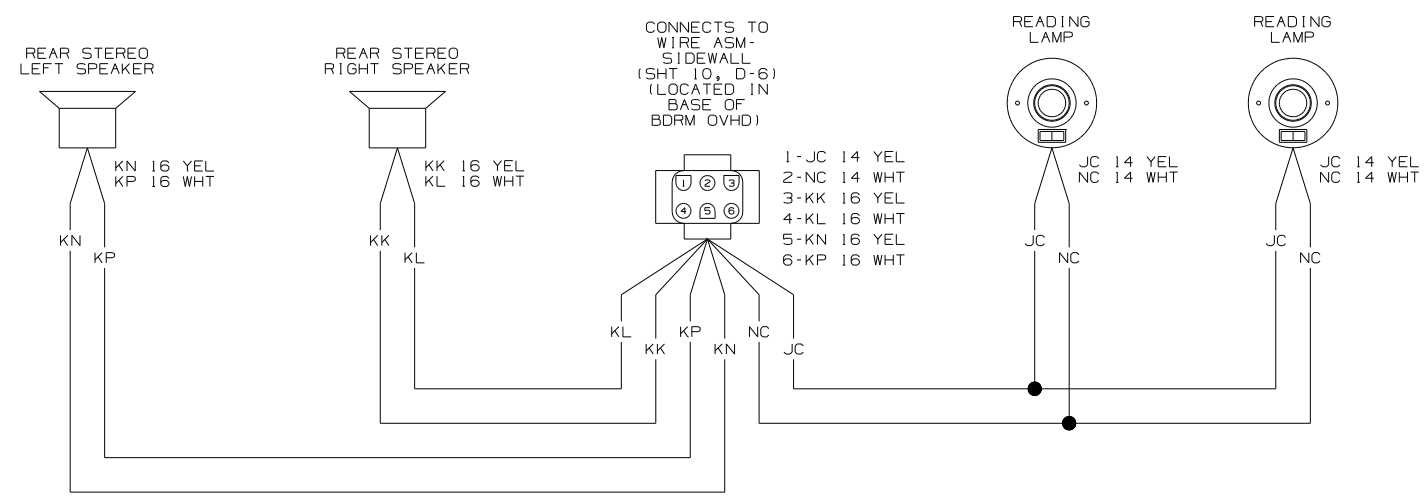 REAR STEREO
LEFT SPEAKER
KN 16 YEL
KP 16 WHT
KN
KP
REAR STEREO
RIGHT SPEAKER
KK 16 YEL
KL 16 WHT
KK
KL
CONNECTS TO
WIRE ASM-
SIDEWALL
(SHT 10, D-6)
(LOCATED IN
BASE OF
BDRM OVHD)
1 2 3
4 5 6
1-JC 14 YEL
2-NC 14 WHT
3-KK 16 YEL
4-KL 16 WHT
5-KN 16 YEL
6-KP 16 WHT
KL
KK
KP
KN
NC
JC
READING
LAMP
JC 14 YEL
NC 14 WHT
JC
NC
READING
LAMP
JC 14 YEL
NC 14 WHT
JC
NC